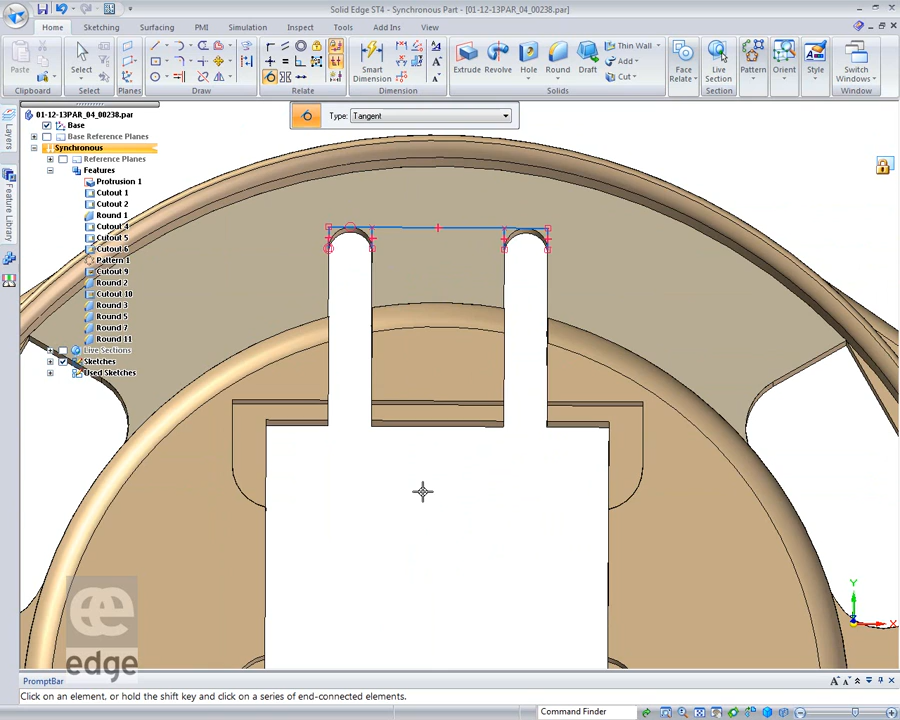 Solid Edge ST4 - Synchronous Part - [01-12-13PAR_04_00238.par]
Home Sketching Surfacing PMI Simulation Inspect Tools Add Ins View
Paste Select Smart Dimension Extrude Revolve Hole Round Draft Thin Wall Add Cut Face Relate Live Section Pattern Orient Style Switch Windows
Clipboard Select Planes Draw Relate Dimension Solids Section Window
Type: Tangent
01-12-13PAR_04_00238.par
Base
Base Reference Planes
Synchronous
Reference Planes
Features
Protrusion 1
Cutout 1
Cutout 2
Round 1
Cutout 4
Cutout 5
Cutout 6
Pattern 1
Cutout 9
Round 2
Cutout 10
Round 3
Round 5
Round 7
Round 11
Live Sections
Sketches
Used Sketches
Layers
Feature Library
Y
X
ee
edge
PromptBar
Click on an element, or hold the shift key and click on a series of end-connected elements.
Command Finder